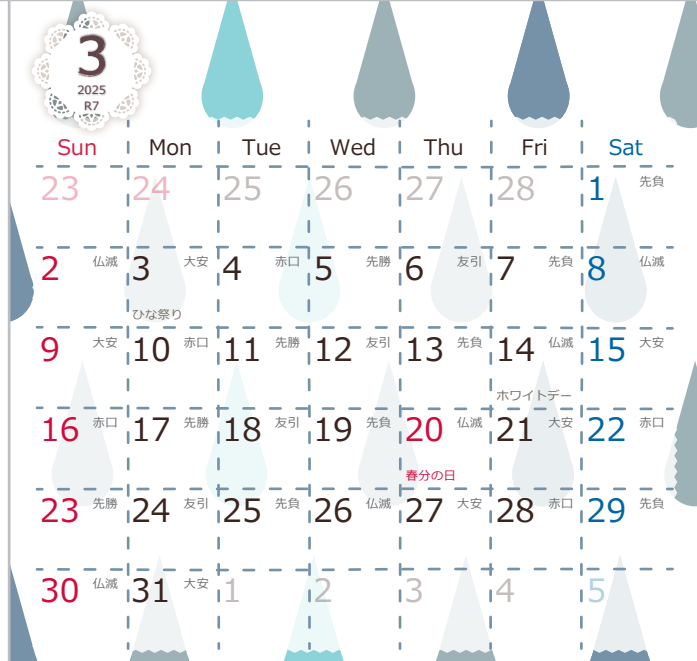 3
2025
R7
Sun Mon Tue Wed Thu Fri Sat
23 24 25 26 27 28 1 先負
2 仏滅 3 大安 4 赤口 5 先勝 6 友引 7 先負 8 仏滅
ひな祭り
9 大安 10 赤口 11 先勝 12 友引 13 先負 14 仏滅 15 大安
ホワイトデー
16 赤口 17 先勝 18 友引 19 先負 20 仏滅 21 大安 22 赤口
春分の日
23 先勝 24 友引 25 先負 26 仏滅 27 大安 28 赤口 29 先負
30 仏滅 31 大安 1 2 3 4 5